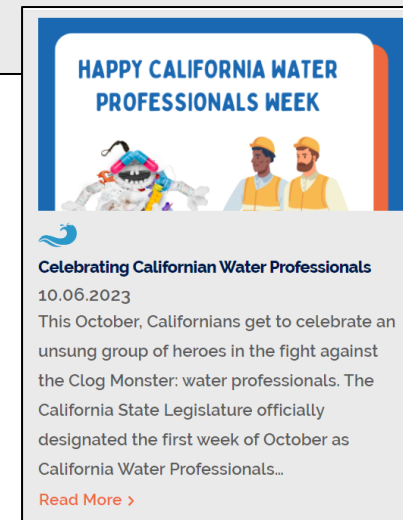 HAPPY CALIFORNIA WATER
PROFESSIONALS WEEK
Celebrating Californian Water Professionals
10.06.2023
This October, Californians get to celebrate an
unsung group of heroes in the fight against
the Clog Monster: water professionals. The
California State Legislature officially
designated the first week of October as
California Water Professionals...
Read More >